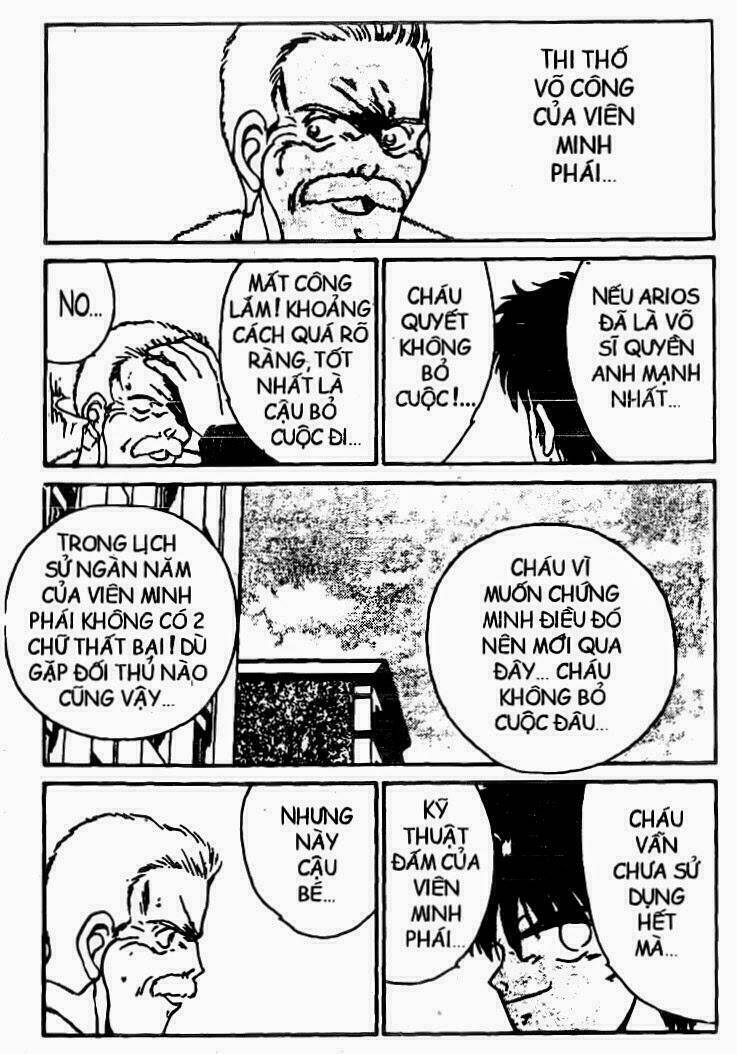 THI THỐ
VÕ CÔNG
CỦA VIÊN
MINH
PHÁI...
NO...
MẤT CÔNG
LẮM! KHOẢNG
CÁCH QUÁ RÕ
RÀNG, TỐT
NHẤT LÀ
CẬU BỎ
CUỘC ĐI...
CHÁU
QUYẾT
KHÔNG
BỎ
CUỘC!...
NẾU ARIOS
ĐÃ LÀ VÕ
SĨ QUYỀN
ANH MẠNH
NHẤT...
TRONG LỊCH
SỬ NGÀN NĂM
CỦA VIÊN MINH
PHÁI KHÔNG CÓ 2
CHỮ THẤT BẠI! DÙ
GẶP ĐỐI THỦ NÀO
CŨNG VẬY...
CHÁU VÌ
MUỐN CHỨNG
MINH ĐIỀU ĐÓ
NÊN MỚI QUA
ĐÂY... CHÁU
KHÔNG BỎ
CUỘC ĐÂU...
NHƯNG
NÀY
CẬU
BÉ...
KỸ
THUẬT
ĐẤM CỦA
VIÊN
MINH
PHÁI...
CHÁU
VẪN
CHƯA SỬ
DỤNG
HẾT
MÀ...